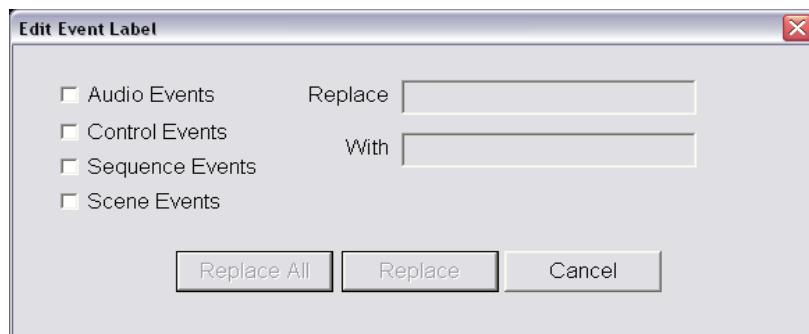 Edit Event Label
Audio Events
Control Events
Sequence Events
Scene Events
Replace
With
Replace All
Replace
Cancel